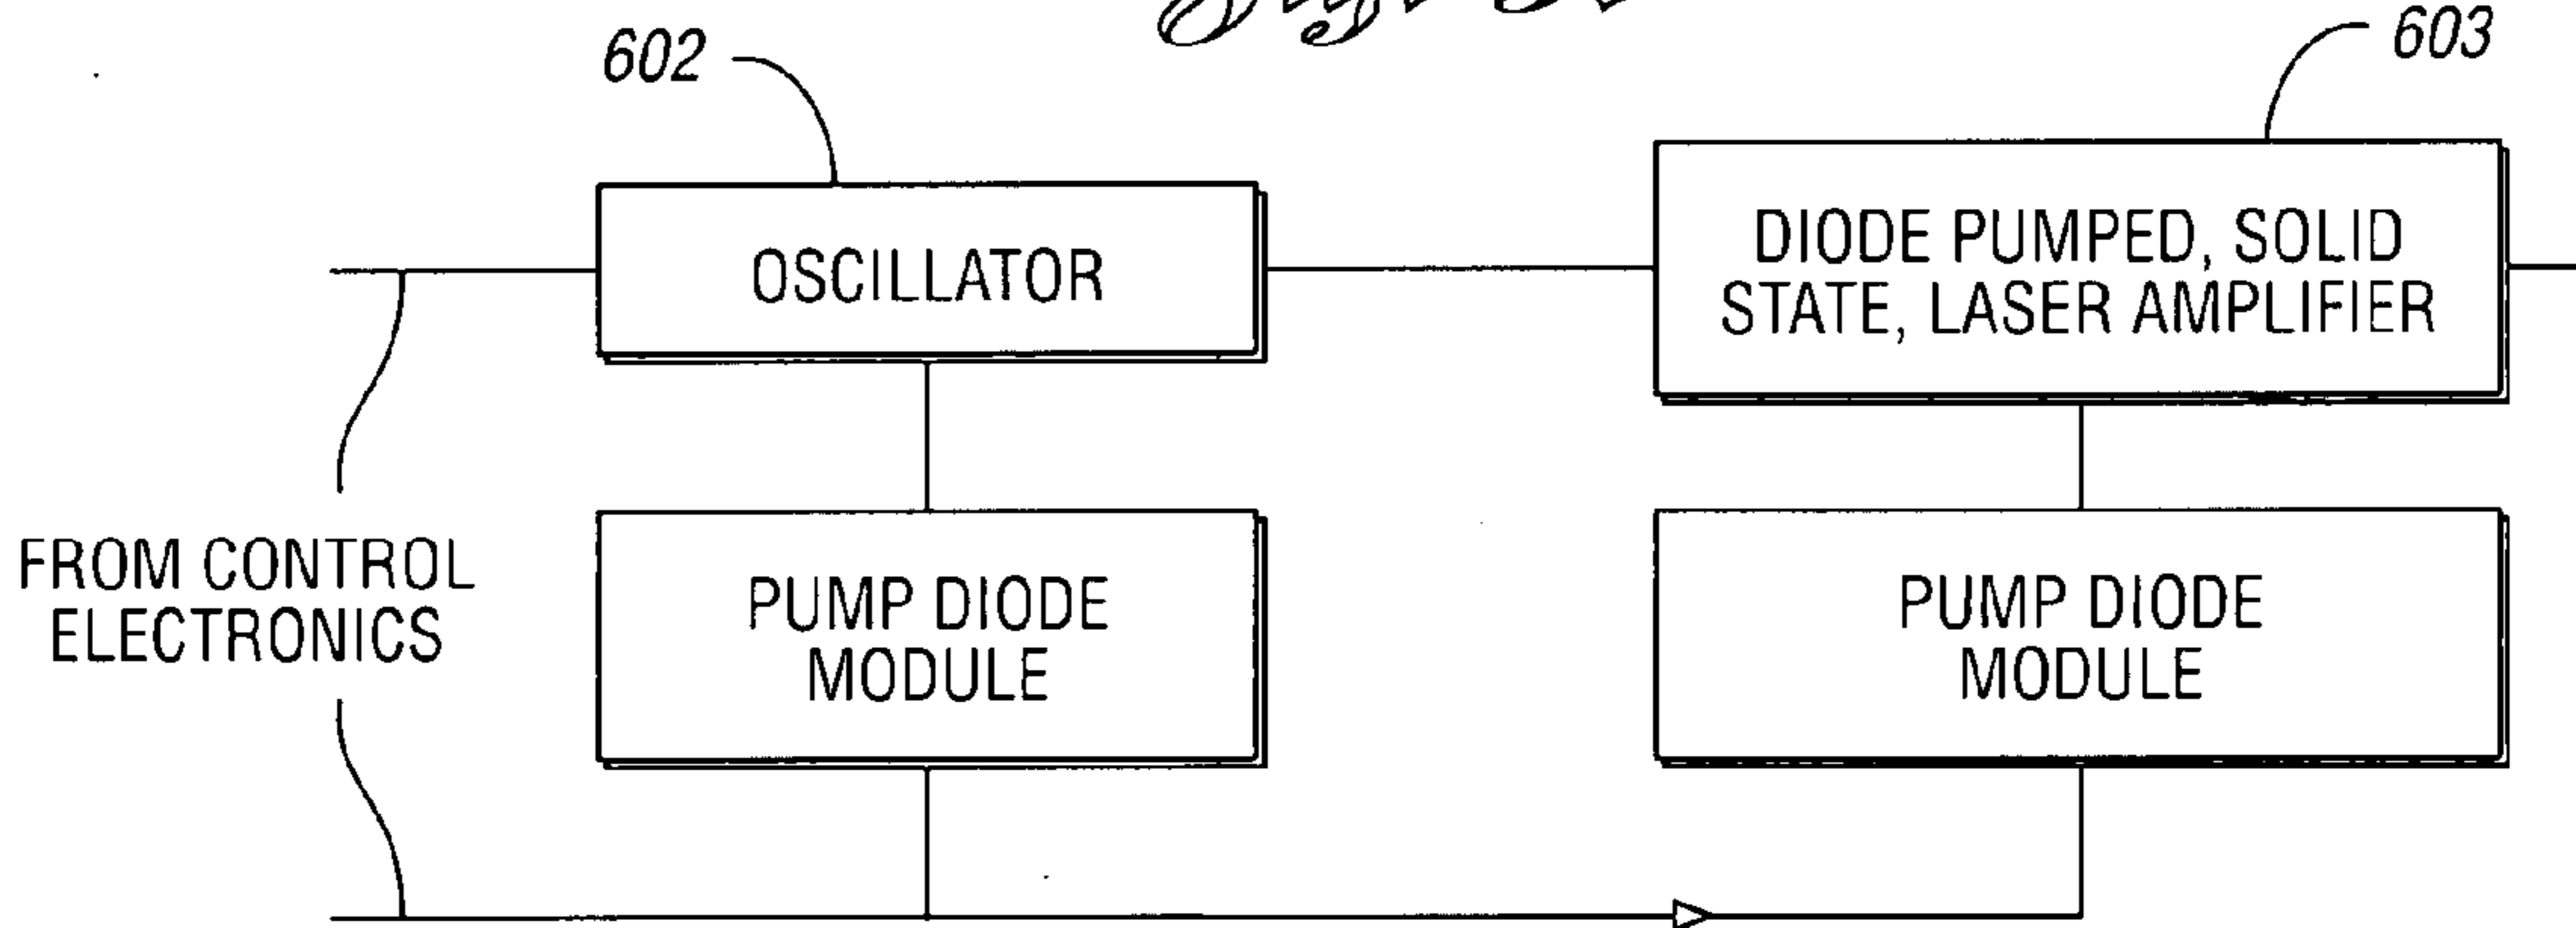 602
603
OSCILLATOR
DIODE PUMPED, SOLID
STATE, LASER AMPLIFIER
FROM CONTROL
ELECTRONICS
PUMP DIODE
MODULE
PUMP DIODE
MODULE